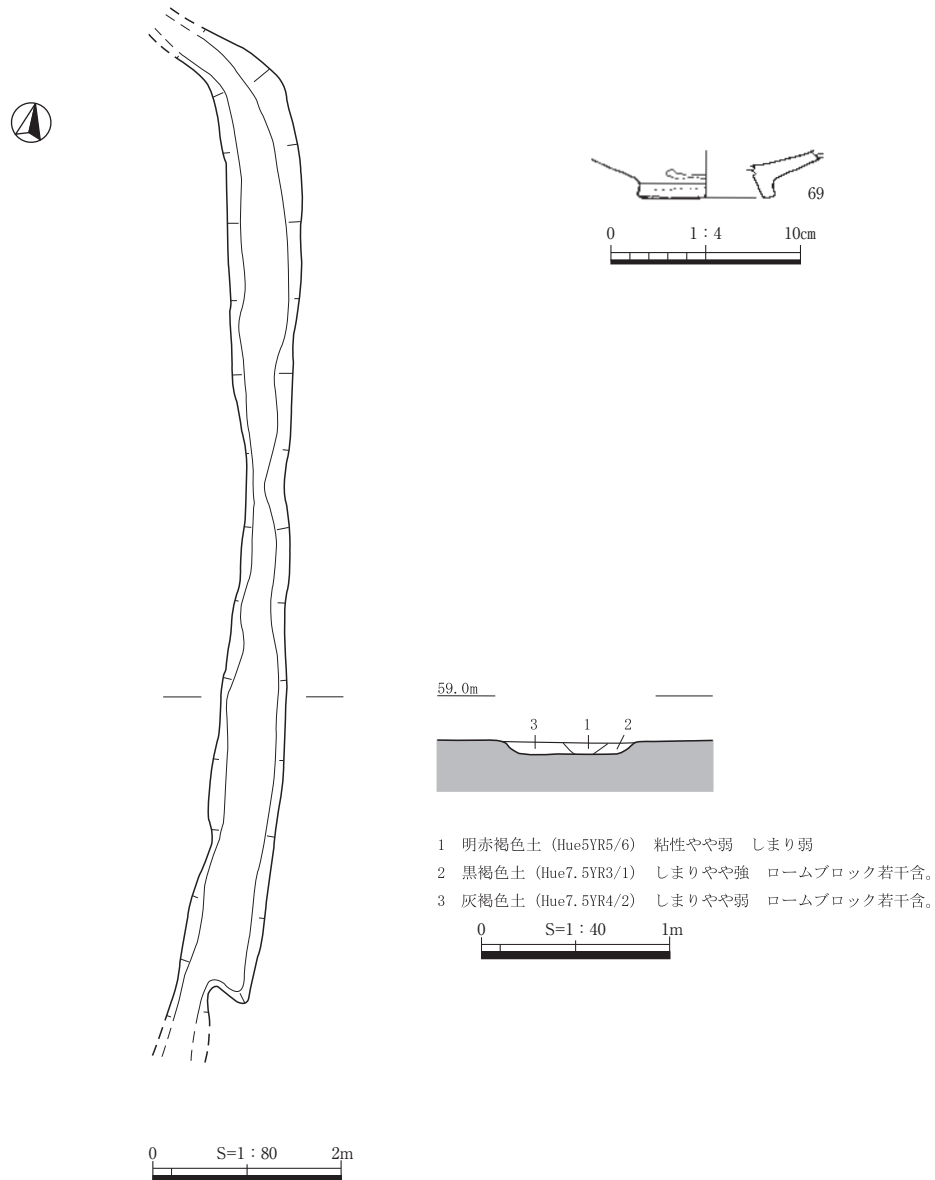 69
0 1：4 10㎝
59.0m
3 1 2
1 明赤褐色土（Hue5YR5/6） 粘性やや弱 しまり弱
2 黒褐色土（Hue7.5YR3/1） しまりやや強 ロームブロック若干含。
3 灰褐色土（Hue7.5YR4/2） しまりやや弱 ロームブロック若干含。
0 S=1：40 1m
0 S=1：80 2m